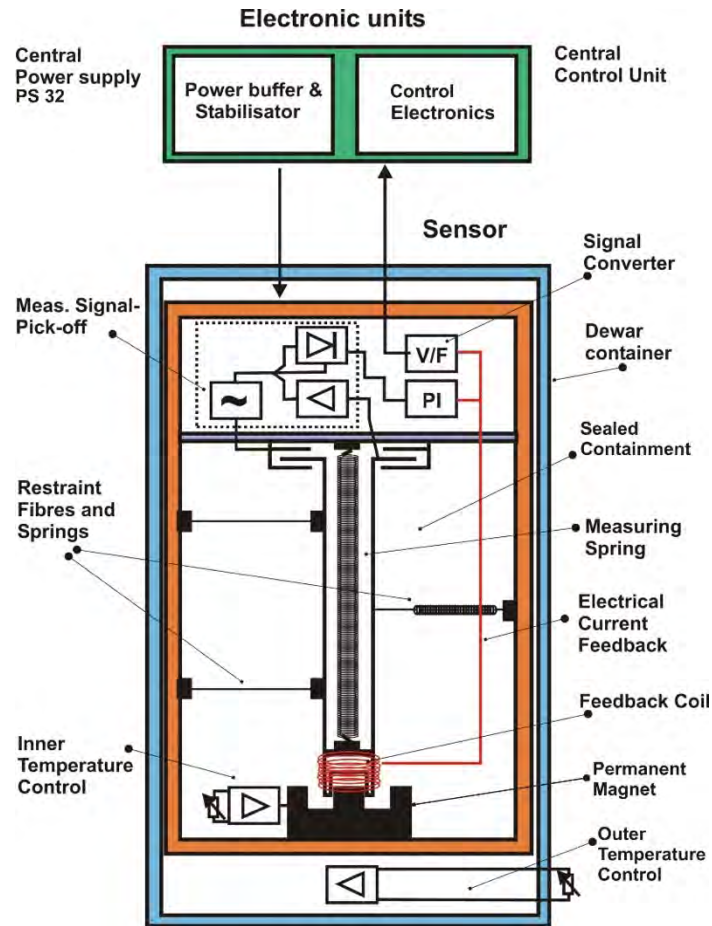 Electronic units
Central
Power supply
PS 32
Power buffer &
Stabilisator
Control
Electronics
Central
Control Unit
Sensor
Signal
Converter
Meas. Signal-
Pick-off
V/F
PI
~
Dewar
container
Sealed
Containment
Restraint
Fibres and
Springs
Measuring
Spring
Electrical
Current
Feedback
Feedback Coil
Inner
Temperature
Control
Permanent
Magnet
Outer
Temperature
Control